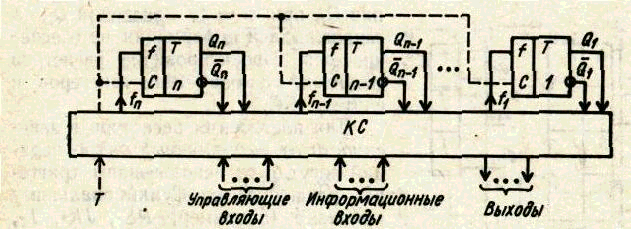 f T Qn f T Qn-1 f T Q1
C n Q̄n C n-1 Q̄n-1 ... C 1 Q̄1
fn fn-1 f1
КС
T ... ... ...
Управляющие Информационные Выходы
входы входы